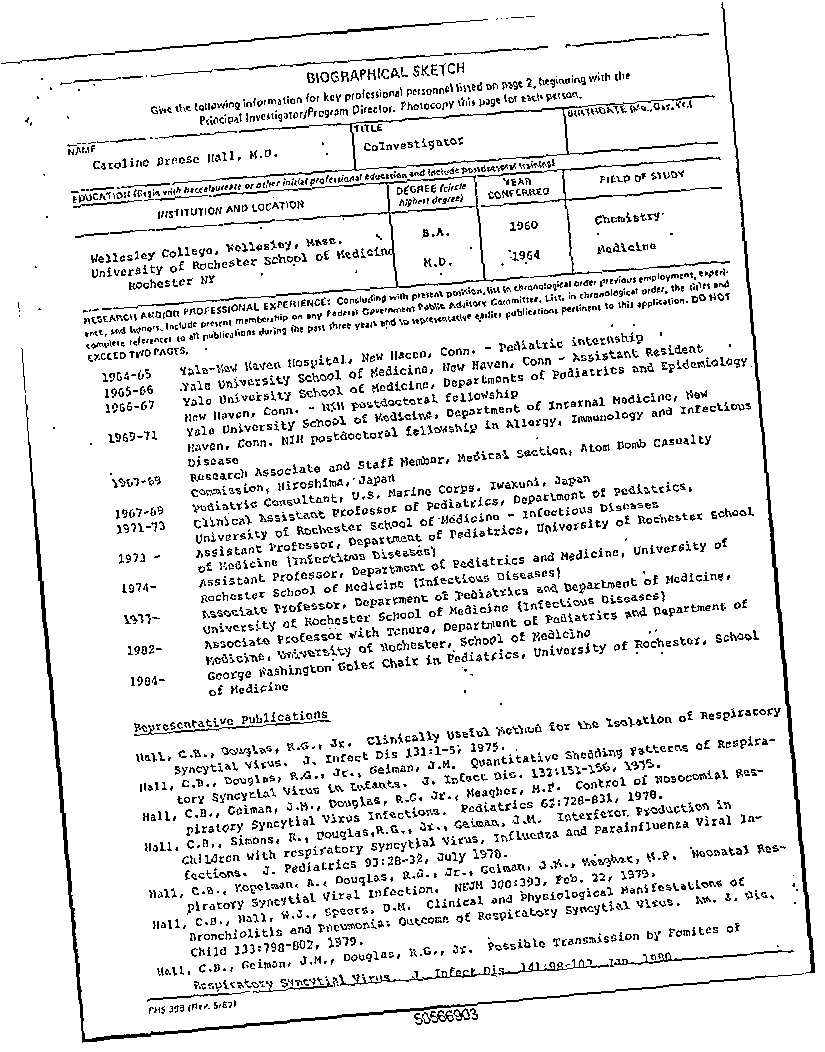 BIOGRAPHICAL SKETCH
Give the following information for key professional personnel listed on page 2, beginning with the
Principal Investigator/Program Director. Photocopy this page for each person.
NAME
TITLE
BIRTHDATE (Mo., Day, Yr.)
Caroline Breese Hall, M.D.
CoInvestigator
EDUCATION (Begin with baccalaureate or other initial professional education and include postdoctoral training)
INSTITUTION AND LOCATION
DEGREE (circle highest degree)
YEAR CONFERRED
FIELD OF STUDY
Wellesley College, Wellesley, Mass. B.A. 1960 Chemistry
University of Rochester School of Medicine M.D. 1964 Medicine
Rochester NY
RESEARCH AND/OR PROFESSIONAL EXPERIENCE: Concluding with present position, list in chronological order previous employment, experi-
ence, and honors. Include present membership on any Federal Government Public Advisory Committee. List, in chronological order, the titles and
complete references to all publications during the past three years and to representative earlier publications pertinent to this application. DO NOT
EXCEED TWO PAGES.
1964-65 Yale-New Haven Hospital, New Haven, Conn. - Pediatric internship
1965-66 Yale University School of Medicine, New Haven, Conn - Assistant Resident
1966-67 Yale University School of Medicine, Departments of Pediatrics and Epidemiology
New Haven, Conn. - NIH postdoctoral fellowship
1969-71 Yale University School of Medicine, Department of Internal Medicine, New
Haven, Conn. NIH postdoctoral fellowship in Allergy, Immunology and Infectious
Disease
1967-69 Research Associate and Staff Member, Medical Section, Atom Bomb Casualty
Commission, Hiroshima, Japan
1967-69 Pediatric Consultant, U.S. Marine Corps. Iwakuni, Japan
1971-73 Clinical Assistant Professor of Pediatrics, Department of Pediatrics,
University of Rochester School of Medicine - Infectious Diseases
1973 - Assistant Professor, Department of Pediatrics, University of Rochester School
of Medicine (Infectious Diseases)
1974- Assistant Professor, Department of Pediatrics and Medicine, University of
Rochester School of Medicine (Infectious Diseases)
1977- Associate Professor, Department of Pediatrics and Department of Medicine,
University of Rochester School of Medicine (Infectious Diseases)
1982- Associate Professor with Tenure, Department of Pediatrics and Department of
Medicine, University of Rochester, School of Medicine
1984- George Washington Goler Chair in Pediatrics, University of Rochester, School
of Medicine
Representative Publications
Hall, C.B., Douglas, R.G., Jr. Clinically Useful Method for the Isolation of Respiratory
Syncytial Virus. J. Infect Dis 131:1-5, 1975.
Hall, C.B., Douglas, R.G., Jr., Geiman, J.M. Quantitative Shedding Patterns of Respira-
tory Syncytial Virus in Infants. J. Infect Dis. 132:151-156, 1975.
Hall, C.B., Geiman, J.M., Douglas, R.G. Jr., Meagher, M.P. Control of Nosocomial Res-
piratory Syncytial Virus Infections. Pediatrics 62:728-831, 1978.
Hall, C.B., Simons, R., Douglas, R.G., Jr., Geiman, J.M. Interferon Production in
Children with respiratory Syncytial Virus, Influenza and Parainfluenza Viral In-
fections. J. Pediatrics 93:28-32, July 1978.
Hall, C.B., Kopelman, A., Douglas, R.G., Jr., Geiman, J.M., Meagher, M.P. Neonatal Res-
piratory Syncytial Viral Infection. NEJM 300:393, Feb. 22, 1979.
Hall, C.B., Hall, W.J., Speers, D.M. Clinical and Physiological Manifestations of
Bronchiolitis and Pneumonia: Outcome of Respiratory Syncytial Virus. Am. J. Dis.
Child 133:798-802, 1979.
Hall, C.B., Geiman, J.M., Douglas, R.G., Jr. Possible Transmission by Fomites of
Respiratory Syncytial Virus. J. Infect Dis. 141:98-102, Jan. 1980.
PHS 398 (Rev. 5/82)
50566903